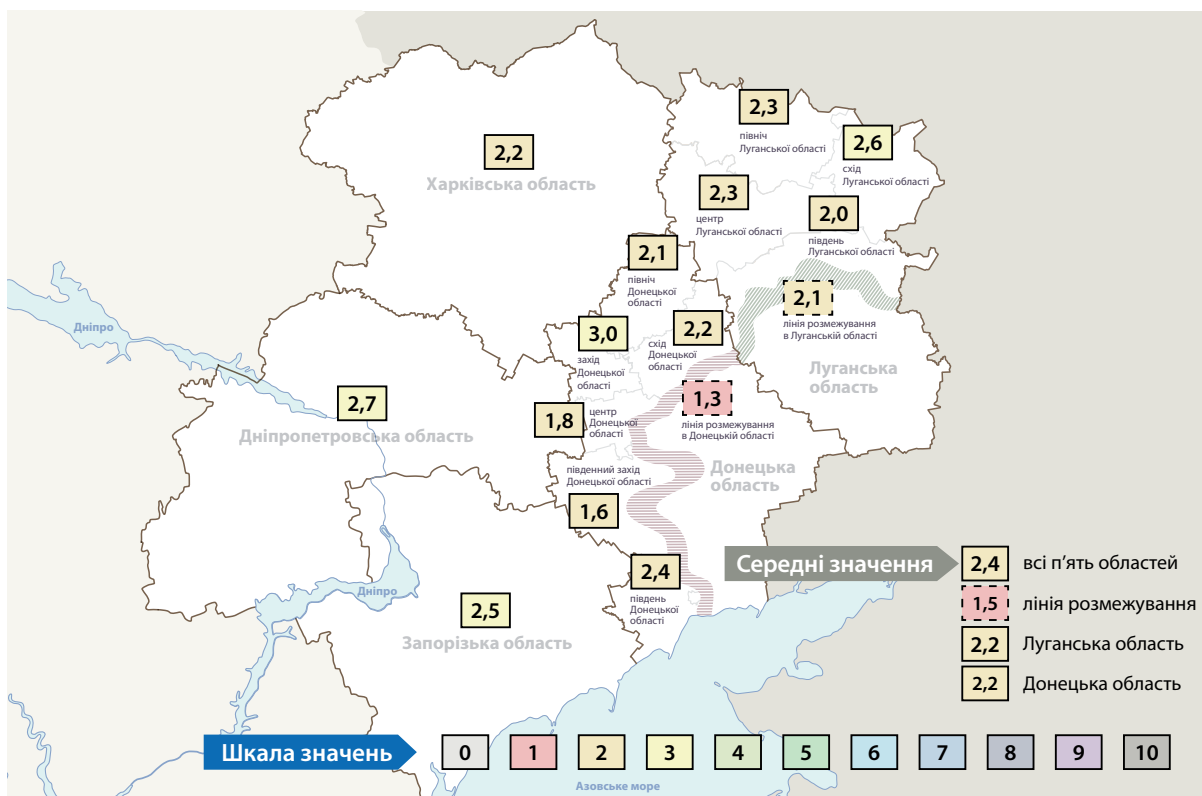 2,3
північ
Луганської області
2,6
схід
Луганської області
2,2
Харківська область
2,3
центр
Луганської області
2,0
південь
Луганської області
2,1
північ
Донецької
області
2,1
лінія розмежування
в Луганській області
Дніпро
3,0
захід
Донецької
області
2,2
схід
Донецької
області
Луганська
область
2,7
Дніпропетровська область
1,8
центр
Донецької
області
1,3
лінія розмежування
в Донецькій області
південний захід
Донецької області
1,6
Донецька
область
2,4
південь
Донецької
області
Дніпро
2,5
Запорізька область
Середні значення
2,4 всі п’ять областей
1,5 лінія розмежування
2,2 Луганська область
2,2 Донецька область
Шкала значень 0 1 2 3 4 5 6 7 8 9 10
Азовське море